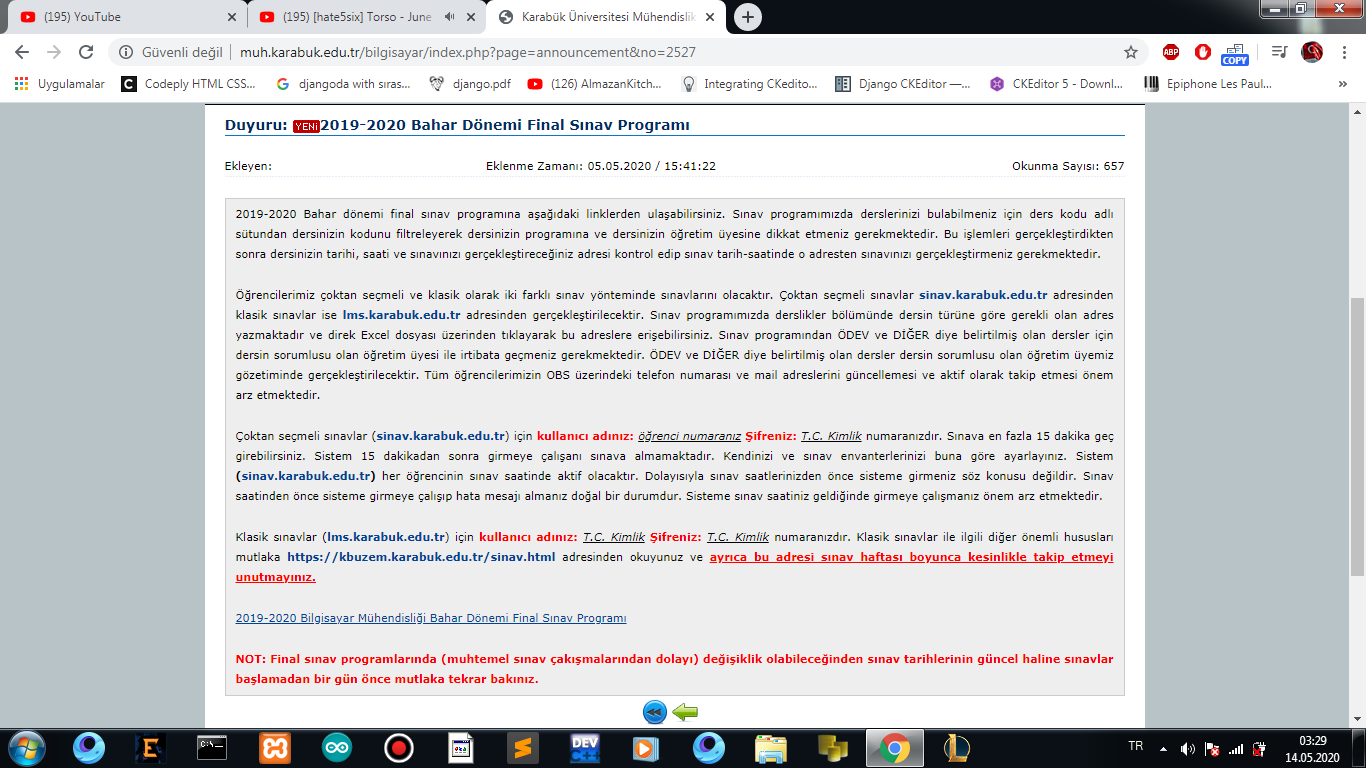 (195) YouTube
(195) [hate5six] Torso - June
Karabük Üniversitesi Mühendislik
Güvenli değil | muh.karabuk.edu.tr/bilgisayar/index.php?page=announcement&no=2527
ABP
COPY
Uygulamalar
Codeply HTML CSS...
djangoda with sıras...
django.pdf
(126) AlmazanKitch...
Integrating CKedito...
Django CKEditor —...
CKEditor 5 - Downl...
Epiphone Les Paul...
»
Duyuru: YENİ 2019-2020 Bahar Dönemi Final Sınav Programı
Ekleyen: Eklenme Zamanı: 05.05.2020 / 15:41:22 Okunma Sayısı: 657
2019-2020 Bahar dönemi final sınav programına aşağıdaki linklerden ulaşabilirsiniz. Sınav programımızda derslerinizi bulabilmeniz için ders kodu adlı
sütundan dersinizin kodunu filtreleyerek dersinizin programına ve dersinizin öğretim üyesine dikkat etmeniz gerekmektedir. Bu işlemleri gerçekleştirdikten
sonra dersinizin tarihi, saati ve sınavınızı gerçekleştireceğiniz adresi kontrol edip sınav tarih-saatinde o adresten sınavınızı gerçekleştirmeniz gerekmektedir.
Öğrencilerimiz çoktan seçmeli ve klasik olarak iki farklı sınav yönteminde sınavlarını olacaktır. Çoktan seçmeli sınavlar sinav.karabuk.edu.tr adresinden
klasik sınavlar ise lms.karabuk.edu.tr adresinden gerçekleştirilecektir. Sınav programımızda derslikler bölümünde dersin türüne göre gerekli olan adres
yazmaktadır ve direk Excel dosyası üzerinden tıklayarak bu adreslere erişebilirsiniz. Sınav programından ÖDEV ve DİĞER diye belirtilmiş olan dersler için
dersin sorumlusu olan öğretim üyesi ile irtibata geçmeniz gerekmektedir. ÖDEV ve DİĞER diye belirtilmiş olan dersler dersin sorumlusu olan öğretim üyemiz
gözetiminde gerçekleştirilecektir. Tüm öğrencilerimizin OBS üzerindeki telefon numarası ve mail adreslerini güncellemesi ve aktif olarak takip etmesi önem
arz etmektedir.
Çoktan seçmeli sınavlar (sinav.karabuk.edu.tr) için kullanıcı adınız: öğrenci numaranız Şifreniz: T.C. Kimlik numaranızdır. Sınava en fazla 15 dakika geç
girebilirsiniz. Sistem 15 dakikadan sonra girmeye çalışanı sınava almamaktadır. Kendinizi ve sınav envanterlerinizi buna göre ayarlayınız. Sistem
(sinav.karabuk.edu.tr) her öğrencinin sınav saatinde aktif olacaktır. Dolayısıyla sınav saatlerinizden önce sisteme girmeniz söz konusu değildir. Sınav
saatinden önce sisteme girmeye çalışıp hata mesajı almanız doğal bir durumdur. Sisteme sınav saatiniz geldiğinde girmeye çalışmanız önem arz etmektedir.
Klasik sınavlar (lms.karabuk.edu.tr) için kullanıcı adınız: T.C. Kimlik Şifreniz: T.C. Kimlik numaranızdır. Klasik sınavlar ile ilgili diğer önemli hususları
mutlaka https://kbuzem.karabuk.edu.tr/sinav.html adresinden okuyunuz ve ayrıca bu adresi sınav haftası boyunca kesinlikle takip etmeyi
unutmayınız.
2019-2020 Bilgisayar Mühendisliği Bahar Dönemi Final Sınav Programı
NOT: Final sınav programlarında (muhtemel sınav çakışmalarından dolayı) değişiklik olabileceğinden sınav tarihlerinin güncel haline sınavlar
başlamadan bir gün önce mutlaka tekrar bakınız.
C:\_
DEV
C++
TR
03:29
14.05.2020